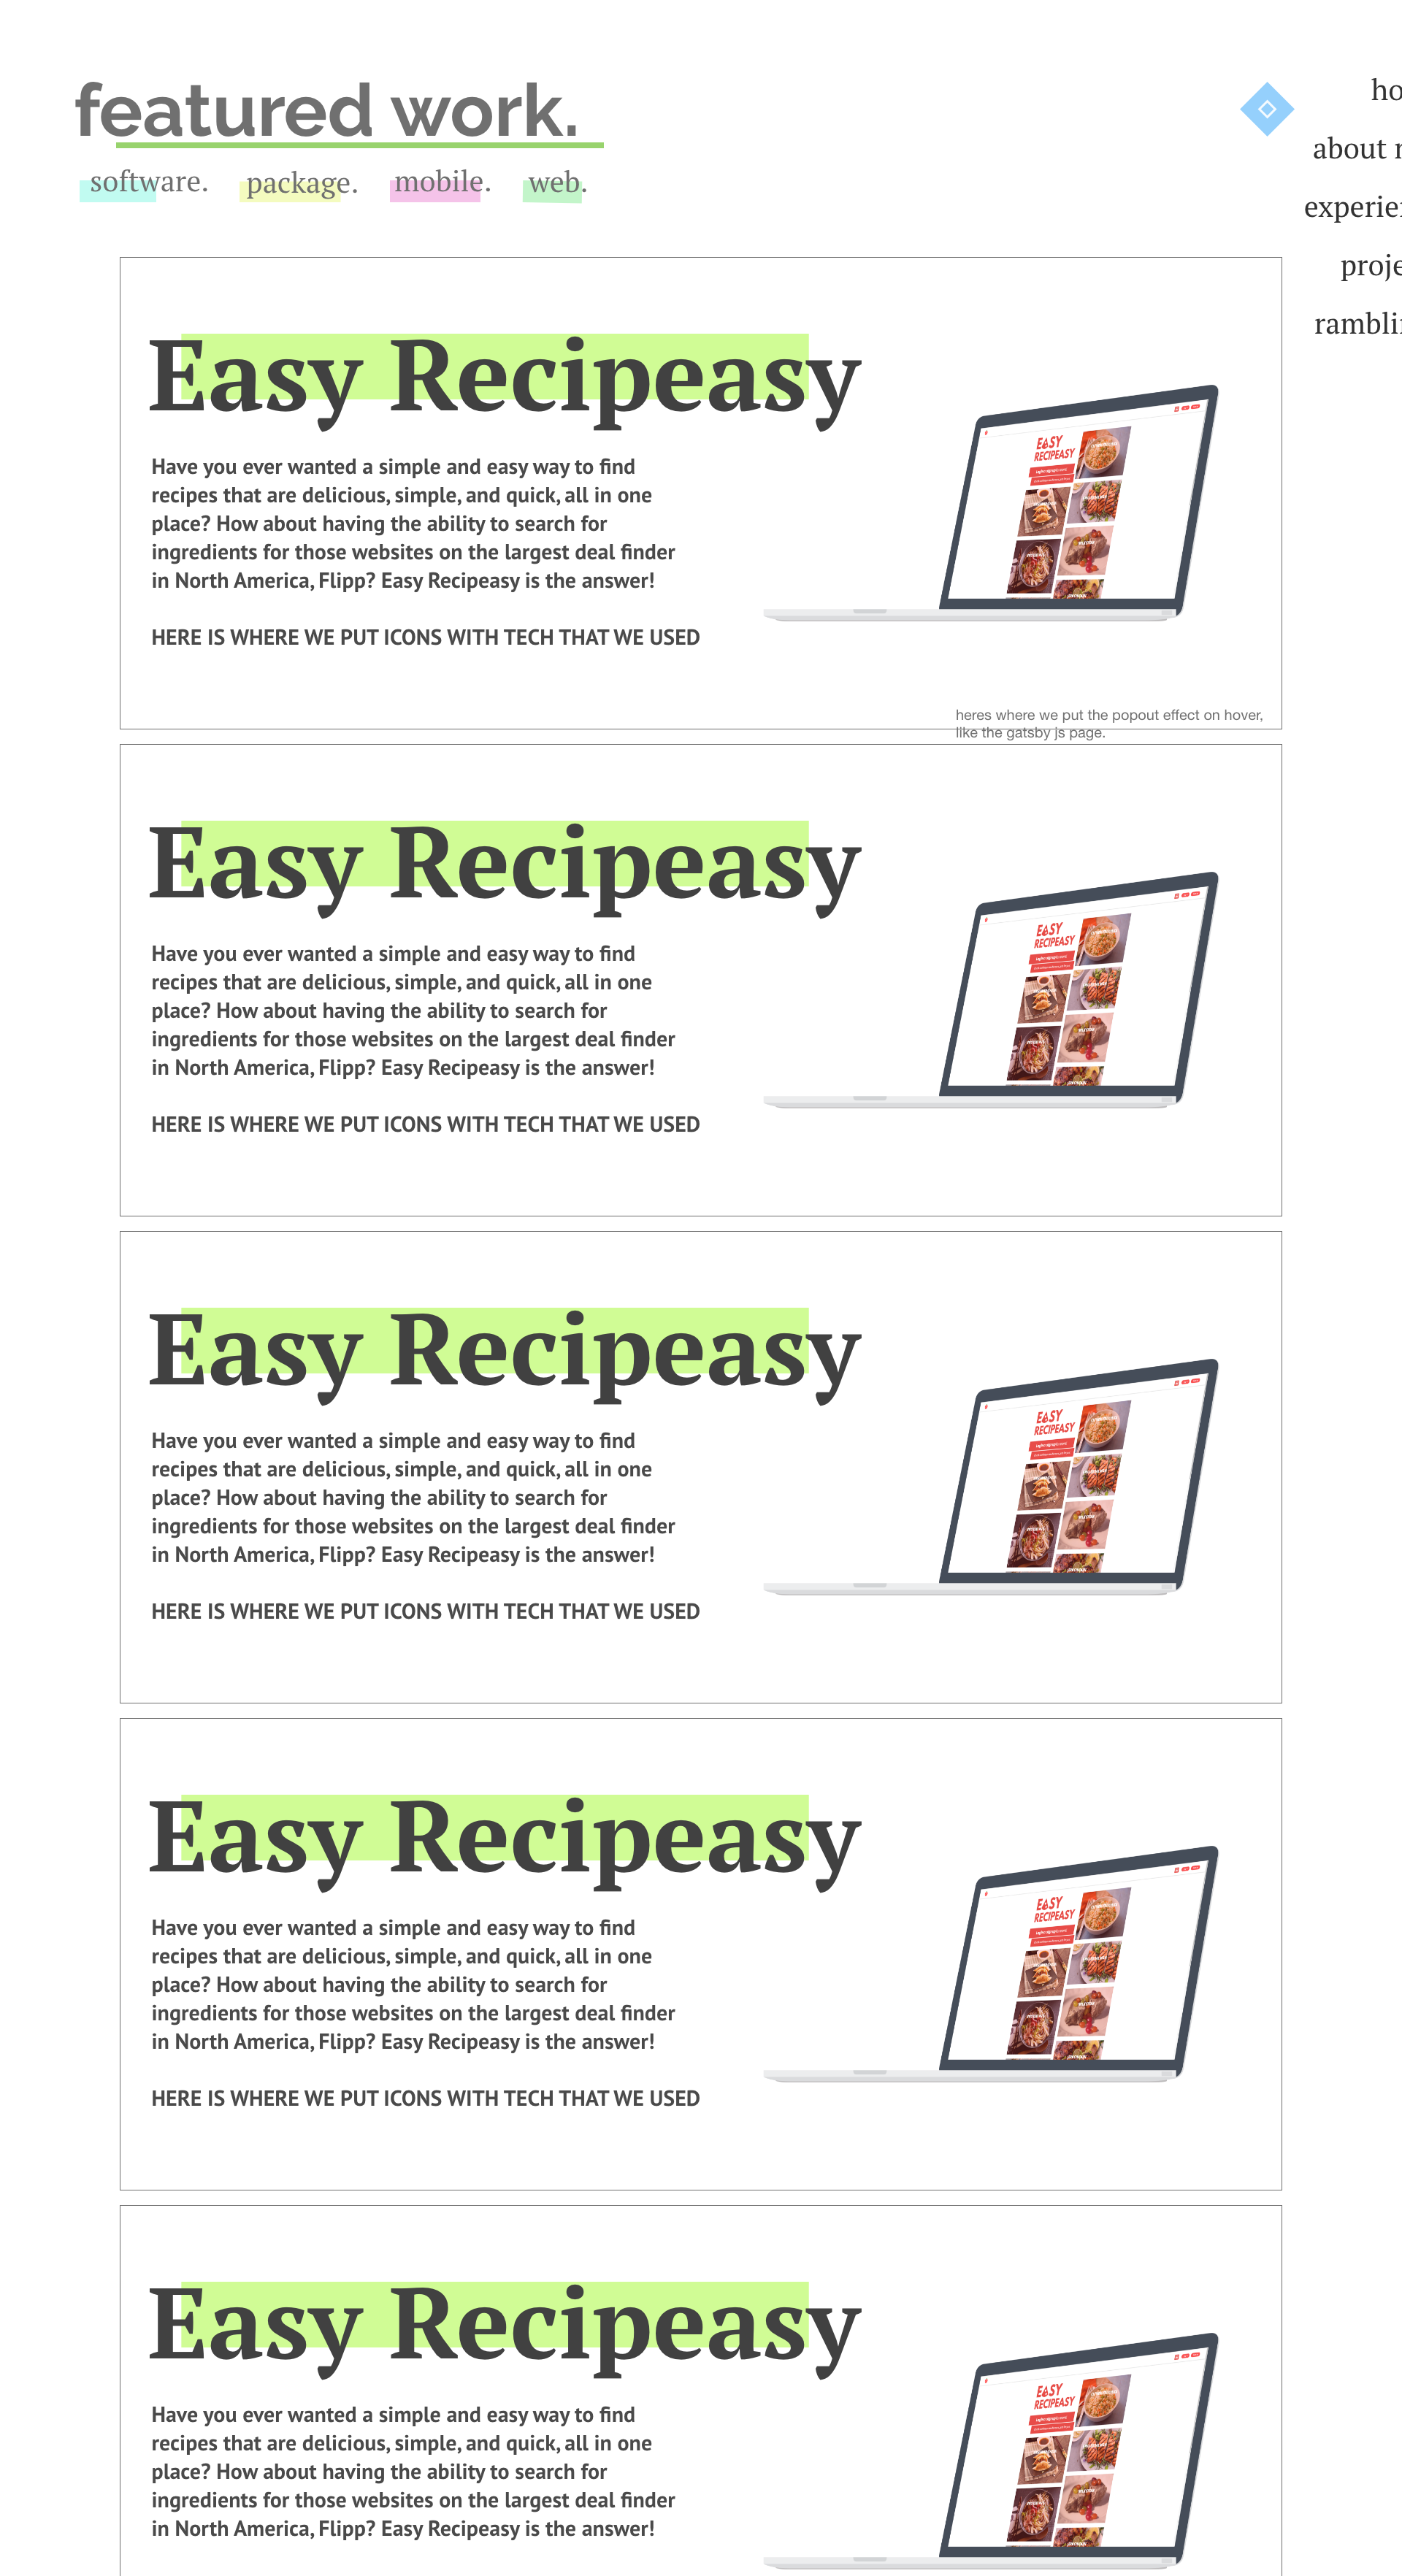 featured work.
software. package. mobile. web.
ho
about
experie
proje
rambli
Easy Recipeasy
Have you ever wanted a simple and easy way to find
recipes that are delicious, simple, and quick, all in one
place? How about having the ability to search for
ingredients for those websites on the largest deal finder
in North America, Flipp? Easy Recipeasy is the answer!
HERE IS WHERE WE PUT ICONS WITH TECH THAT WE USED
EASY
RECIPEASY
heres where we put the popout effect on hover,
like the gatsby js page.
Easy Recipeasy
Have you ever wanted a simple and easy way to find
recipes that are delicious, simple, and quick, all in one
place? How about having the ability to search for
ingredients for those websites on the largest deal finder
in North America, Flipp? Easy Recipeasy is the answer!
HERE IS WHERE WE PUT ICONS WITH TECH THAT WE USED
EASY
RECIPEASY
Easy Recipeasy
Have you ever wanted a simple and easy way to find
recipes that are delicious, simple, and quick, all in one
place? How about having the ability to search for
ingredients for those websites on the largest deal finder
in North America, Flipp? Easy Recipeasy is the answer!
HERE IS WHERE WE PUT ICONS WITH TECH THAT WE USED
EASY
RECIPEASY
Easy Recipeasy
Have you ever wanted a simple and easy way to find
recipes that are delicious, simple, and quick, all in one
place? How about having the ability to search for
ingredients for those websites on the largest deal finder
in North America, Flipp? Easy Recipeasy is the answer!
HERE IS WHERE WE PUT ICONS WITH TECH THAT WE USED
EASY
RECIPEASY
Easy Recipeasy
Have you ever wanted a simple and easy way to find
recipes that are delicious, simple, and quick, all in one
place? How about having the ability to search for
ingredients for those websites on the largest deal finder
in North America, Flipp? Easy Recipeasy is the answer!
EASY
RECIPEASY